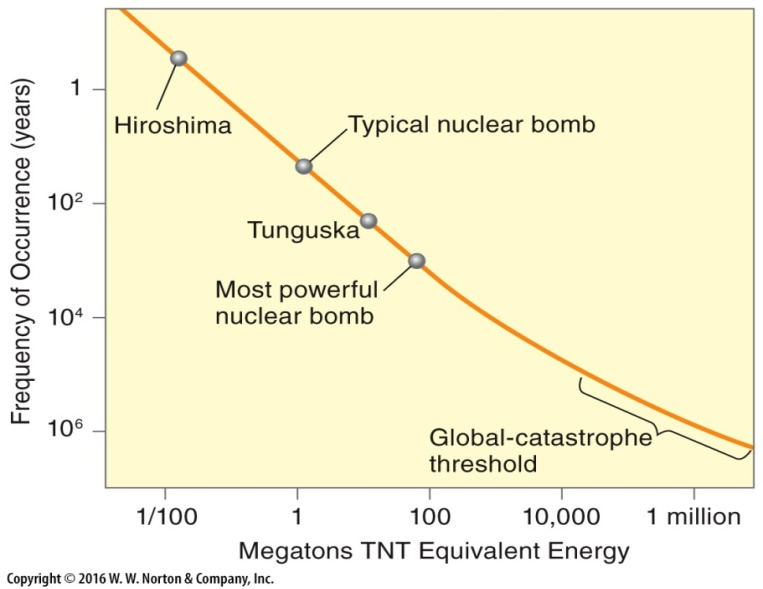 Frequency of Occurrence (years)
1
10²
10⁴
10⁶
Hiroshima
Typical nuclear bomb
Tunguska
Most powerful
nuclear bomb
Global-catastrophe
threshold
1/100
1
100
10,000
1 million
Megatons TNT Equivalent Energy
Copyright © 2016 W. W. Norton & Company, Inc.